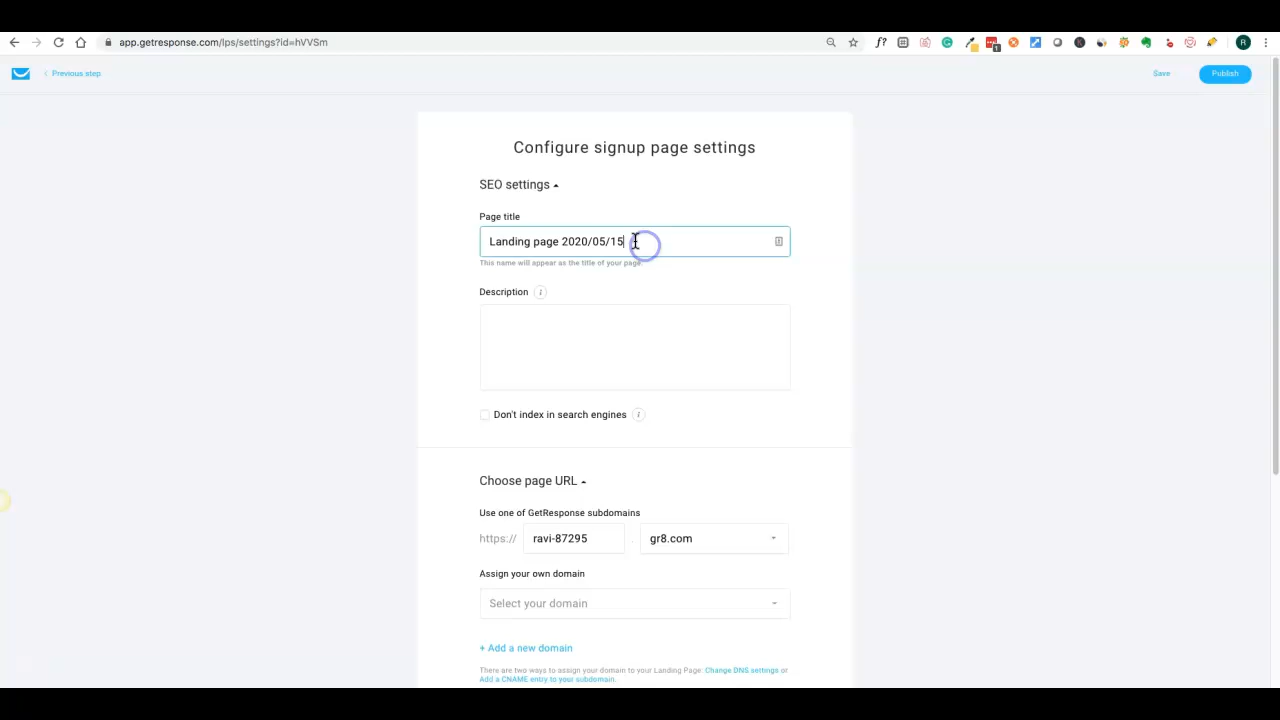 app.getresponse.com/lps/settings?id=hVVSm
f?
1
R
Previous step
Save
Publish
Configure signup page settings
SEO settings
Page title
Landing page 2020/05/15
This name will appear as the title of your page.
Description i
Don't index in search engines i
Choose page URL
Use one of GetResponse subdomains
https:// ravi-87295 . gr8.com
Assign your own domain
Select your domain
+ Add a new domain
There are two ways to assign your domain to your Landing Page: Change DNS settings or
Add a CNAME entry to your subdomain.